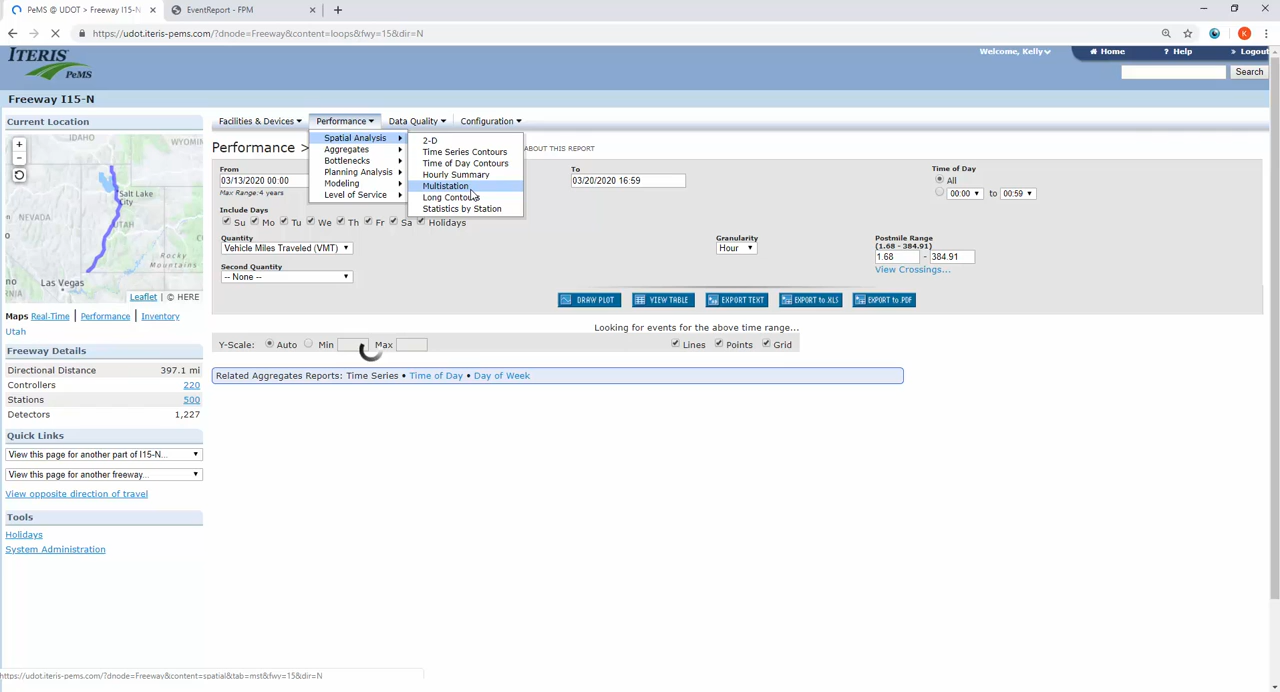 PeMS @ UDOT > Freeway I15-N
EventReport - FPM
https://udot.iteris-pems.com/?dnode=Freeway&content=loops&fwy=15&dir=N
K
ITERIS
PeMS
Welcome, Kelly
Home
? Help
» Logout
Search
Freeway I15-N
Current Location
IDAHO
WYOMIN
Salt Lake
City
UTAH
Rocky
Mountains
Las Vegas
no
RNIA
ARIZONA
Leaflet | © HERE
Maps Real-Time | Performance | Inventory
Utah
Freeway Details
Directional Distance 397.1 mi
Controllers 220
Stations 500
Detectors 1,227
Quick Links
View this page for another part of I15-N...
View this page for another freeway...
View opposite direction of travel
Tools
Holidays
System Administration
Facilities & Devices Performance Data Quality Configuration
Spatial Analysis
Aggregates
Bottlenecks
Planning Analysis
Modeling
Level of Service
2-D
Time Series Contours
Time of Day Contours
Hourly Summary
Multistation
Long Contours
Statistics by Station
Performance >
ABOUT THIS REPORT
From
03/13/2020 00:00
Max Range:4 years
To
03/20/2020 16:59
Time of Day
All
00:00 to 00:59
Include Days
Su Mo Tu We Th Fr Sa Holidays
Quantity
Vehicle Miles Traveled (VMT)
Granularity
Hour
Postmile Range
(1.68 - 384.91)
1.68 - 384.91
View Crossings...
Second Quantity
-- None --
DRAW PLOT VIEW TABLE EXPORT TEXT EXPORT to XLS EXPORT to PDF
Looking for events for the above time range...
Y-Scale: Auto Min Max Lines Points Grid
Related Aggregates Reports: Time Series • Time of Day • Day of Week
https://udot.iteris-pems.com/?dnode=Freeway&content=spatial&tab=mst&fwy=15&dir=N